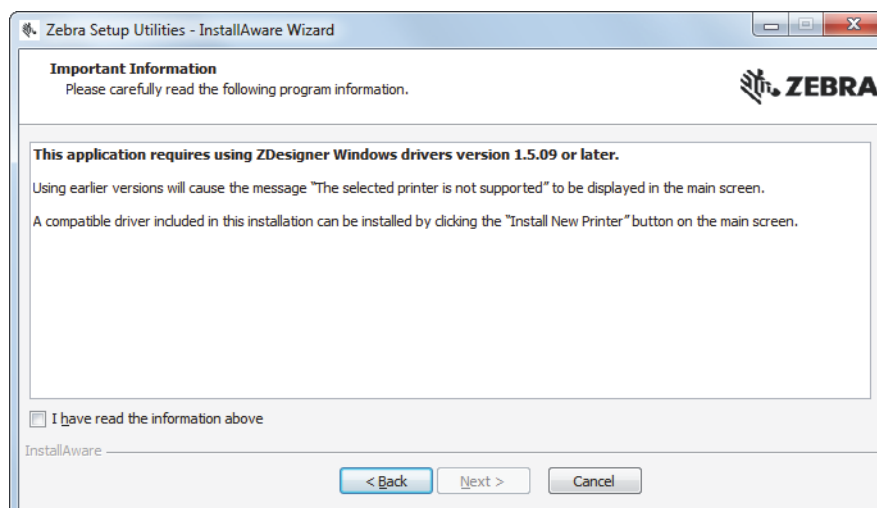 Zebra Setup Utilities - InstallAware Wizard
Important Information
Please carefully read the following program information.
ZEBRA
This application requires using ZDesigner Windows drivers version 1.5.09 or later.
Using earlier versions will cause the message “The selected printer is not supported” to be displayed in the main screen.
A compatible driver included in this installation can be installed by clicking the “Install New Printer” button on the main screen.
I have read the information above
InstallAware
< Back
Next >
Cancel